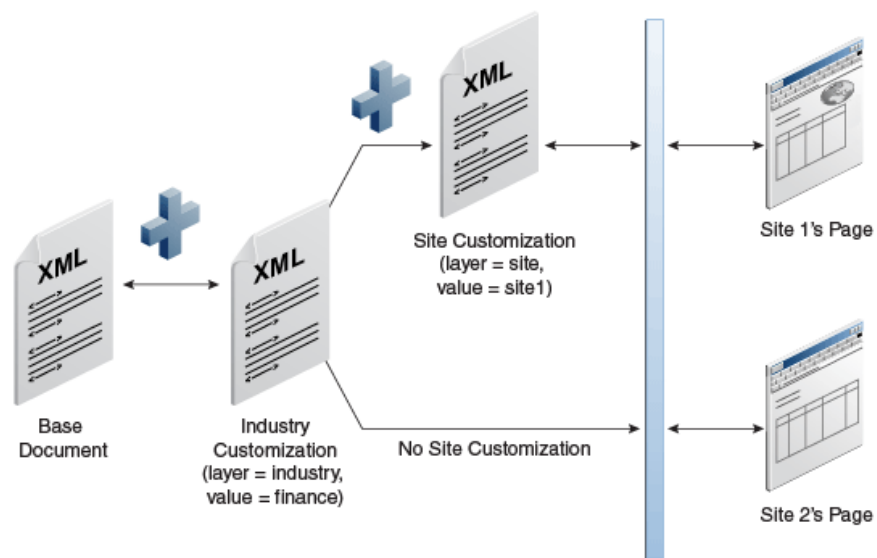 XML
Site Customization
(layer = site,
value = site1)
Site 1's Page
XML
Base
Document
XML
Industry
Customization
(layer = industry,
value = finance)
No Site Customization
Site 2's Page